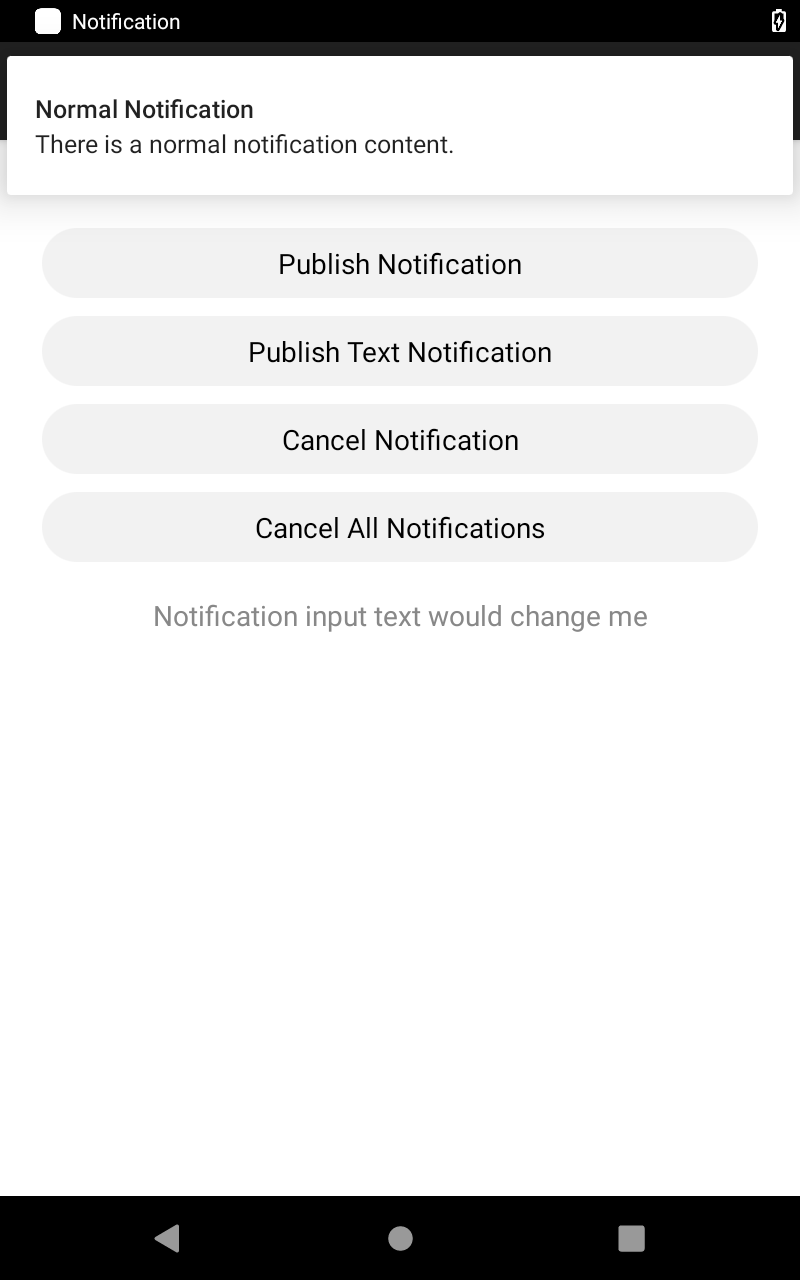 Notification
Normal Notification
There is a normal notification content.
Publish Notification
Publish Text Notification
Cancel Notification
Cancel All Notifications
Notification input text would change me